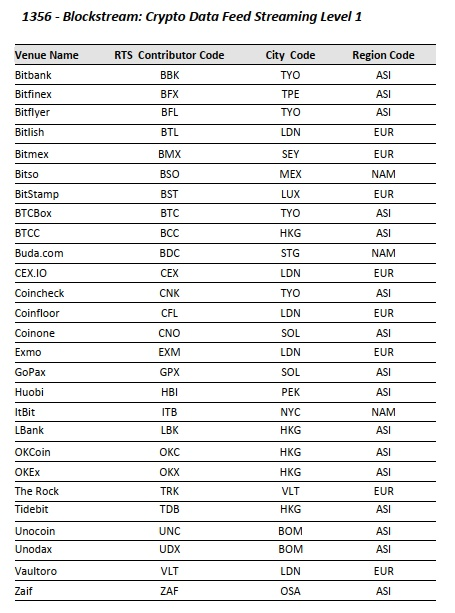 1356 - Blockstream: Crypto Data Feed Streaming Level 1
Venue Name RTS Contributor Code City Code Region Code
Bitbank BBK TYO ASI
Bitfinex BFX TPE ASI
Bitflyer BFL TYO ASI
Bitlish BTL LDN EUR
Bitmex BMX SEY EUR
Bitso BSO MEX NAM
BitStamp BST LUX EUR
BTCBox BTC TYO ASI
BTCC BCC HKG ASI
Buda.com BDC STG NAM
CEX.IO CEX LDN EUR
Coincheck CNK TYO ASI
Coinfloor CFL LDN EUR
Coinone CNO SOL ASI
Exmo EXM LDN EUR
GoPax GPX SOL ASI
Huobi HBI PEK ASI
ItBit ITB NYC NAM
LBank LBK HKG ASI
OKCoin OKC HKG ASI
OKEx OKX HKG ASI
The Rock TRK VLT EUR
Tidebit TDB HKG ASI
Unocoin UNC BOM ASI
Unodax UDX BOM ASI
Vaultoro VLT LDN EUR
Zaif ZAF OSA ASI